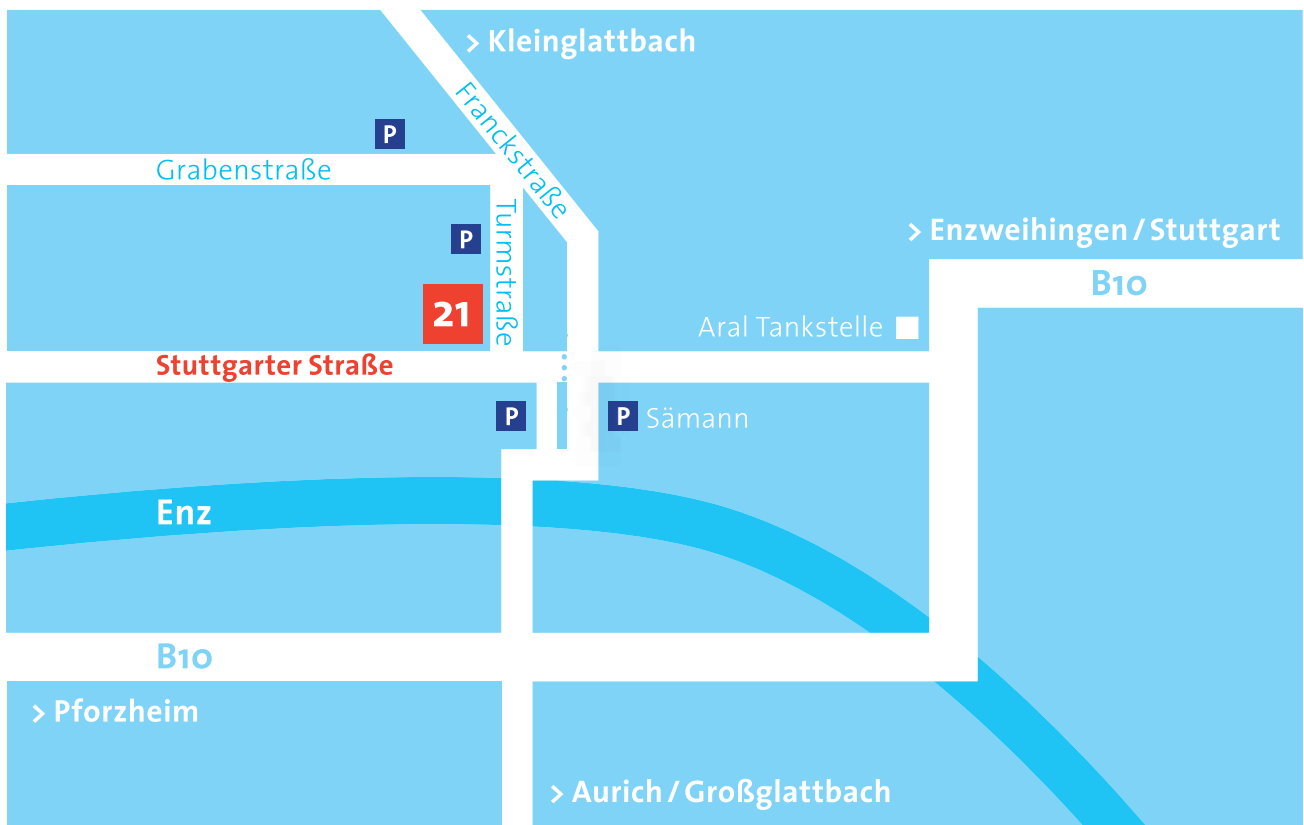 > Kleinglattbach
Franckstraße
P
Grabenstraße
Turmstraße
P
> Enzweihingen / Stuttgart
B10
21
Aral Tankstelle
Stuttgarter Straße
P
P Sämann
Enz
B10
> Pforzheim
> Aurich / Großglattbach